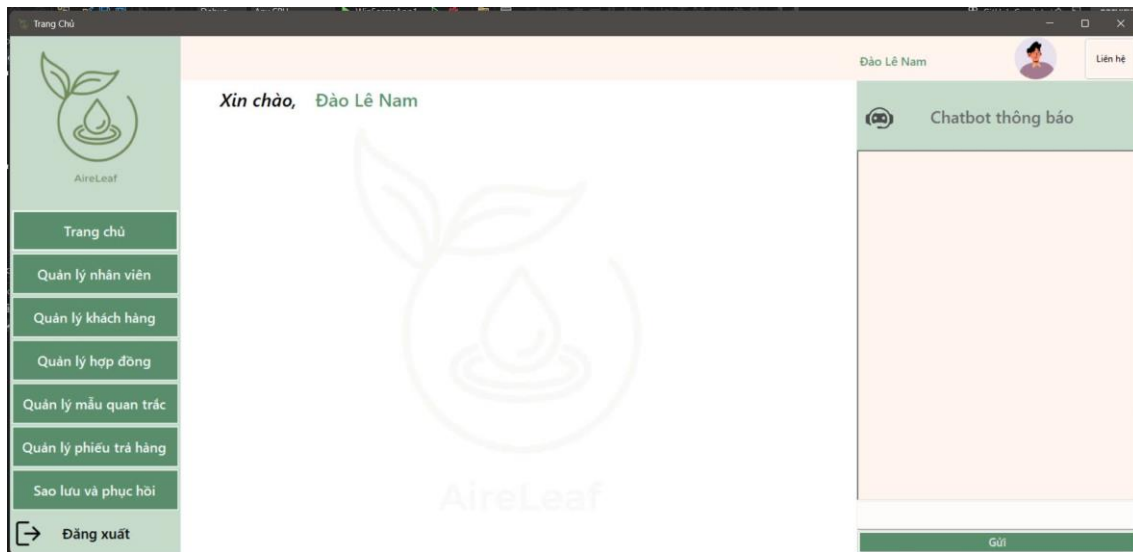 Trang Chủ
Đào Lê Nam
Liên hệ
AireLeaf
Xin chào, Đào Lê Nam
Chatbot thông báo
Trang chủ
Quản lý nhân viên
Quản lý khách hàng
Quản lý hợp đồng
Quản lý mẫu quan trắc
Quản lý phiếu trả hàng
Sao lưu và phục hồi
Đăng xuất
AireLeaf
Gửi